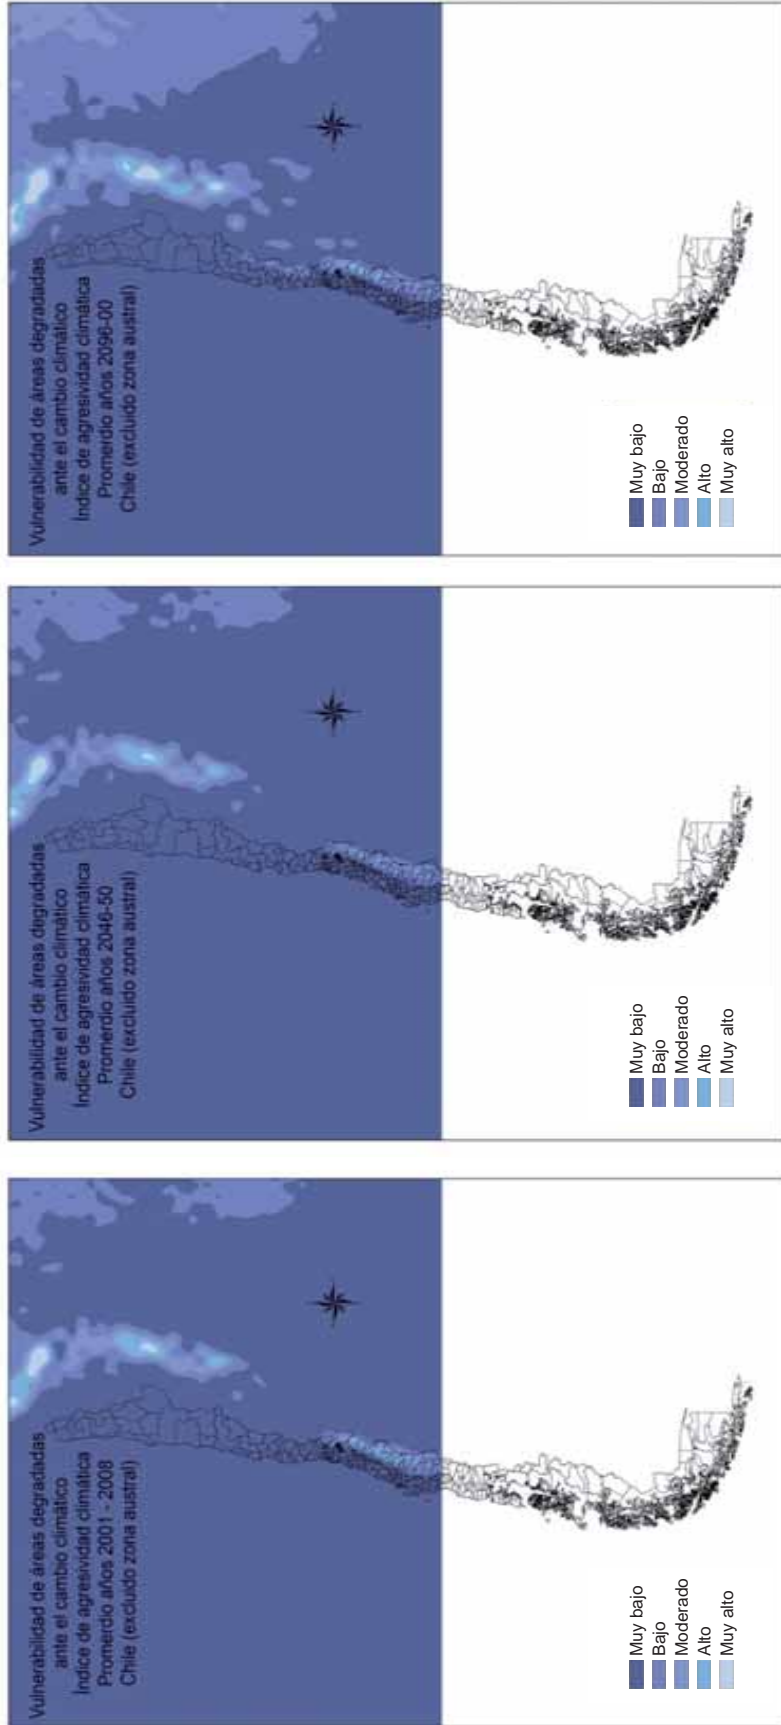 Vulnerabilidad de áreas degradadas
ante el cambio climático
Índice de agresividad climática
Promerdio años 2001 - 2008
Chile (excluido zona austral)
Muy bajo
Bajo
Moderado
Alto
Muy alto
Vulnerabilidad de áreas degradadas
ante el cambio climático
Índice de agresividad climática
Promerdio años 2046-50
Chile (excluido zona austral)
Muy bajo
Bajo
Moderado
Alto
Muy alto
Vulnerabilidad de áreas degradadas
ante el cambio climático
Índice de agresividad climática
Promerdio años 2096-00
Chile (excluido zona austral)
Muy bajo
Bajo
Moderado
Alto
Muy alto